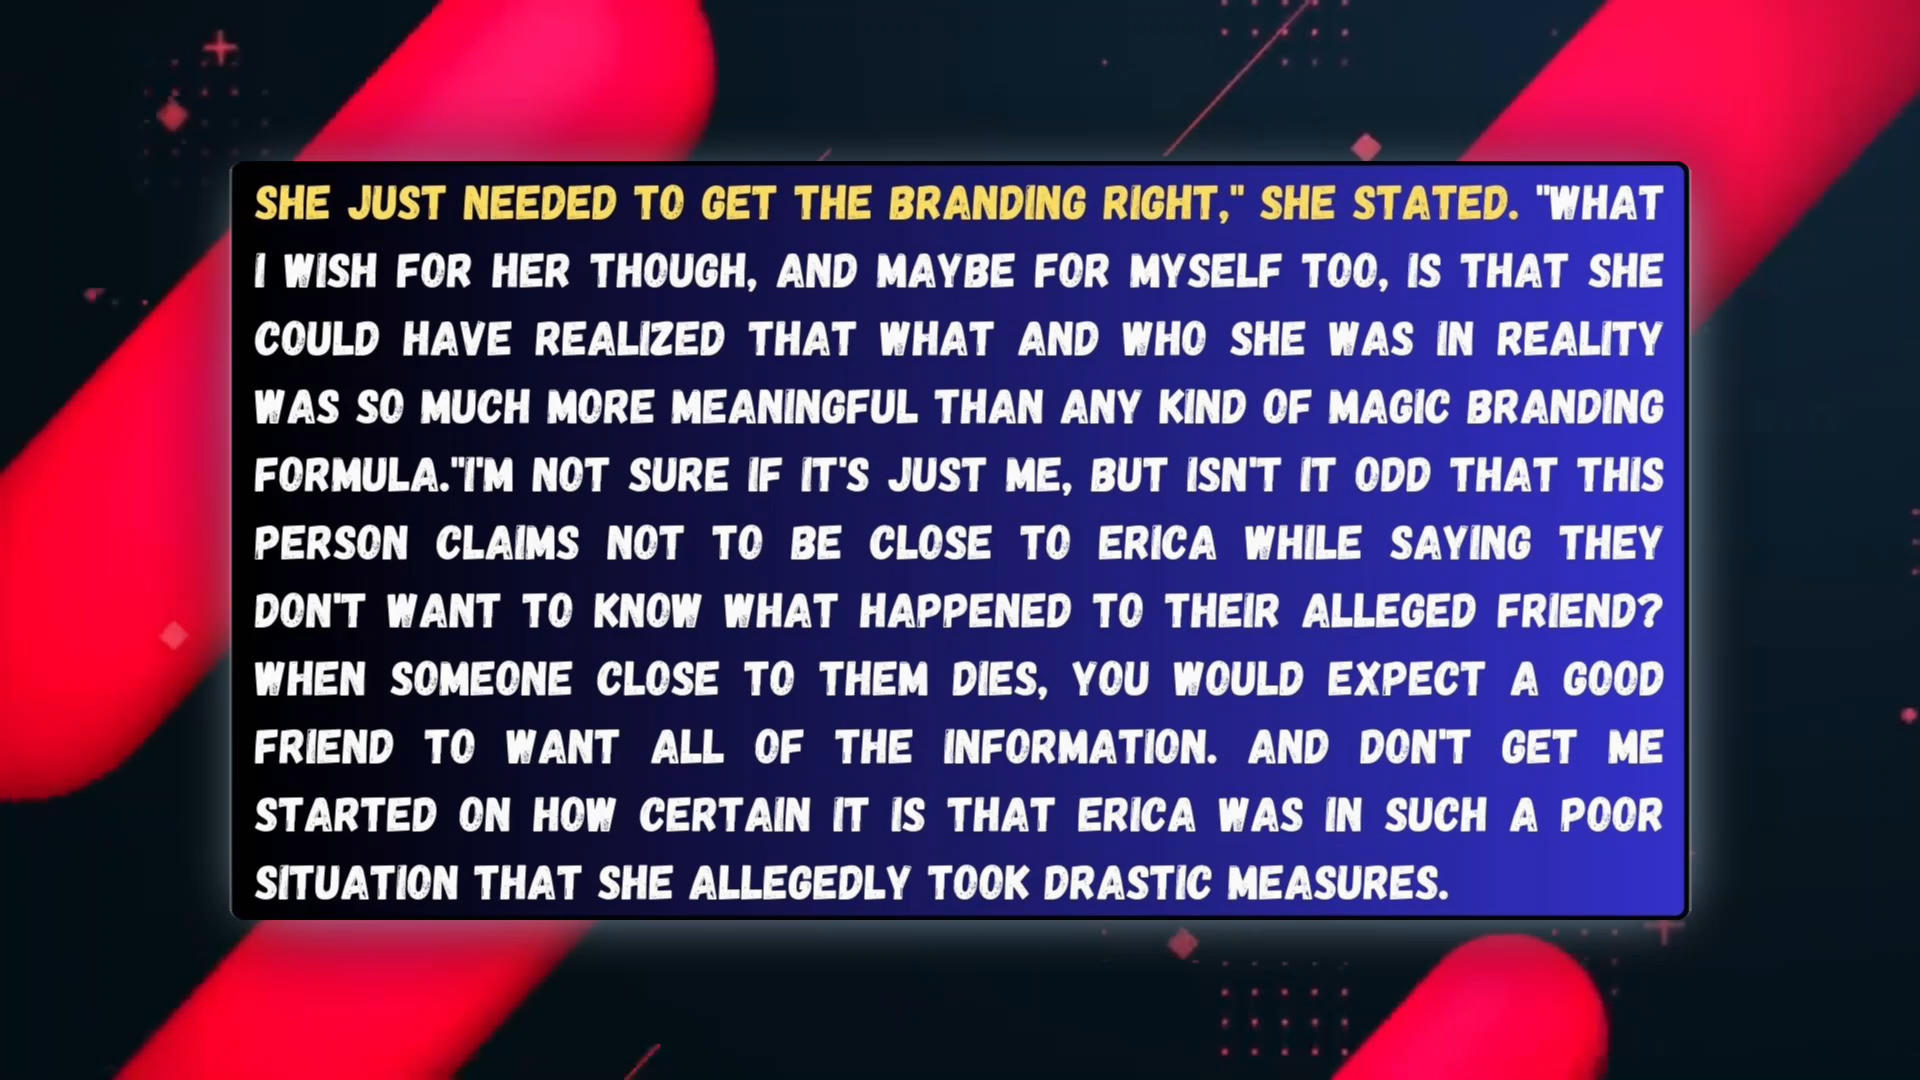 SHE JUST NEEDED TO GET THE BRANDING RIGHT," SHE STATED. "WHAT
I WISH FOR HER THOUGH, AND MAYBE FOR MYSELF TOO, IS THAT SHE
COULD HAVE REALIZED THAT WHAT AND WHO SHE WAS IN REALITY
WAS SO MUCH MORE MEANINGFUL THAN ANY KIND OF MAGIC BRANDING
FORMULA."I'M NOT SURE IF IT'S JUST ME, BUT ISN'T IT ODD THAT THIS
PERSON CLAIMS NOT TO BE CLOSE TO ERICA WHILE SAYING THEY
DON'T WANT TO KNOW WHAT HAPPENED TO THEIR ALLEGED FRIEND?
WHEN SOMEONE CLOSE TO THEM DIES, YOU WOULD EXPECT A GOOD
FRIEND TO WANT ALL OF THE INFORMATION. AND DON'T GET ME
STARTED ON HOW CERTAIN IT IS THAT ERICA WAS IN SUCH A POOR
SITUATION THAT SHE ALLEGEDLY TOOK DRASTIC MEASURES.